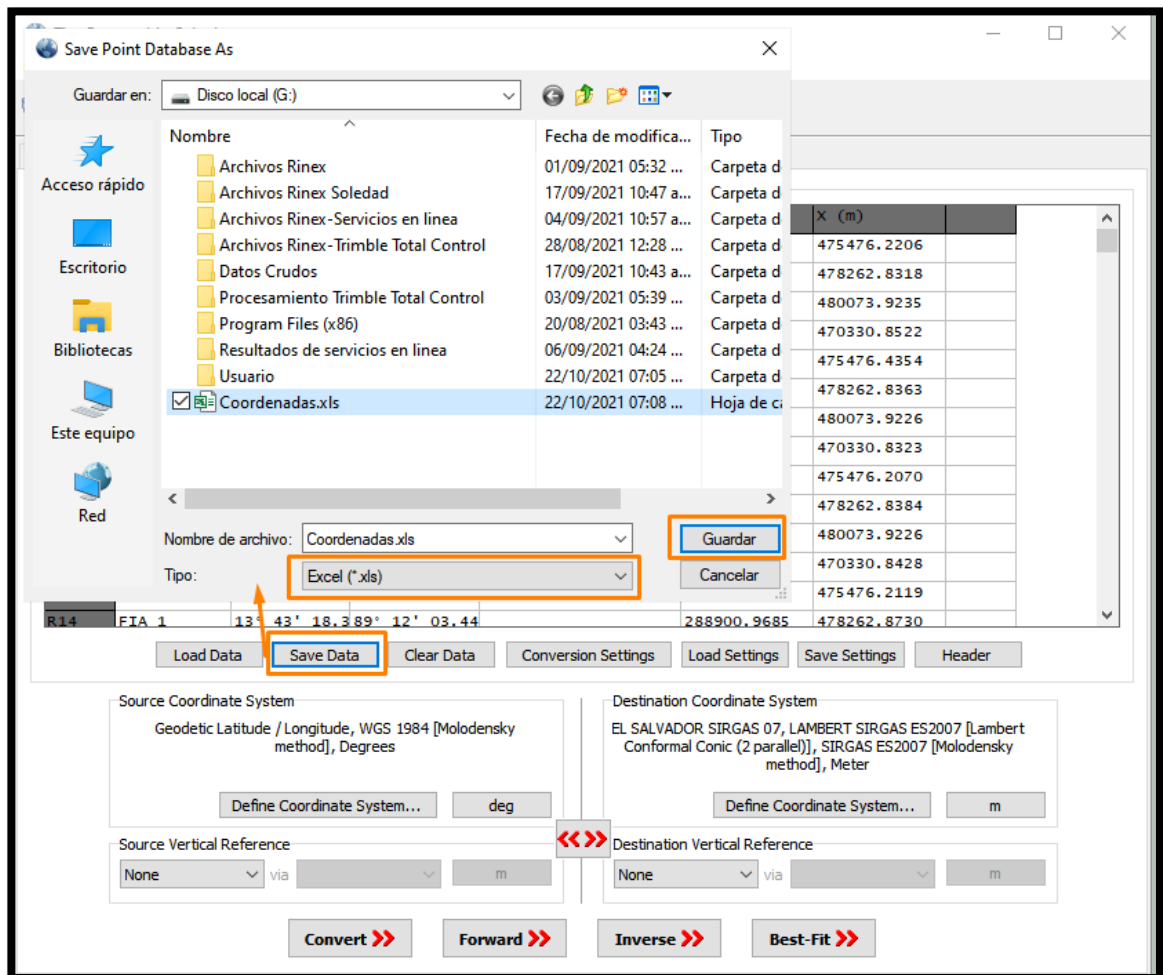 Save Point Database As
Guardar en: Disco local (G:)
Nombre Fecha de modifica... Tipo
Archivos Rinex 01/09/2021 05:32 ... Carpeta d
Archivos Rinex Soledad 17/09/2021 10:47 a... Carpeta d
Archivos Rinex-Servicios en linea 04/09/2021 10:57 a... Carpeta d
Archivos Rinex-Trimble Total Control 28/08/2021 12:28 ... Carpeta d
Datos Crudos 17/09/2021 10:43 a... Carpeta d
Procesamiento Trimble Total Control 03/09/2021 05:39 ... Carpeta d
Program Files (x86) 20/08/2021 03:43 ... Carpeta d
Resultados de servicios en linea 06/09/2021 04:24 ... Carpeta d
Usuario 22/10/2021 07:05 ... Carpeta d
Coordenadas.xls 22/10/2021 07:08 ... Hoja de cá
Acceso rápido
Escritorio
Bibliotecas
Este equipo
Red
Nombre de archivo: Coordenadas.xls Guardar
Tipo: Excel (*.xls) Cancelar
X (m)
475476.2206
478262.8318
480073.9235
470330.8522
475476.4354
478262.8363
480073.9226
470330.8323
475476.2070
478262.8384
480073.9226
470330.8428
475476.2119
R14 FIA 1 13° 43' 18.3 89° 12' 03.44 288900.9685 478262.8730
Load Data Save Data Clear Data Conversion Settings Load Settings Save Settings Header
Source Coordinate System
Geodetic Latitude / Longitude, WGS 1984 [Molodensky
method], Degrees
Define Coordinate System... deg
Destination Coordinate System
EL SALVADOR SIRGAS 07, LAMBERT SIRGAS ES2007 [Lambert
Conformal Conic (2 parallel)], SIRGAS ES2007 [Molodensky
method], Meter
Define Coordinate System... m
Source Vertical Reference
None via m
Destination Vertical Reference
None via m
Convert Forward Inverse Best-Fit